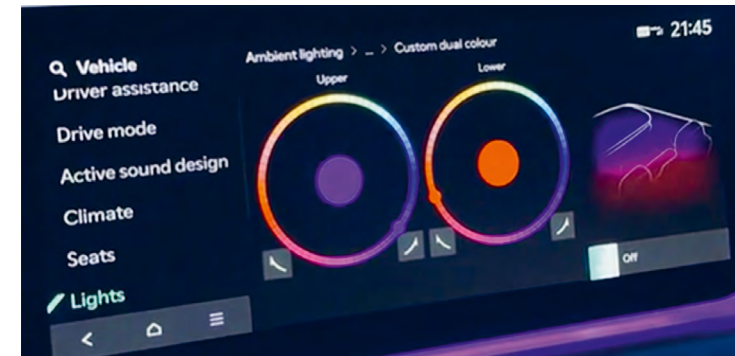 21:45
Vehicle
Ambient lighting > ... > Custom dual colour
Driver assistance
Upper
Lower
Drive mode
Active sound design
Climate
Seats
Off
Lights